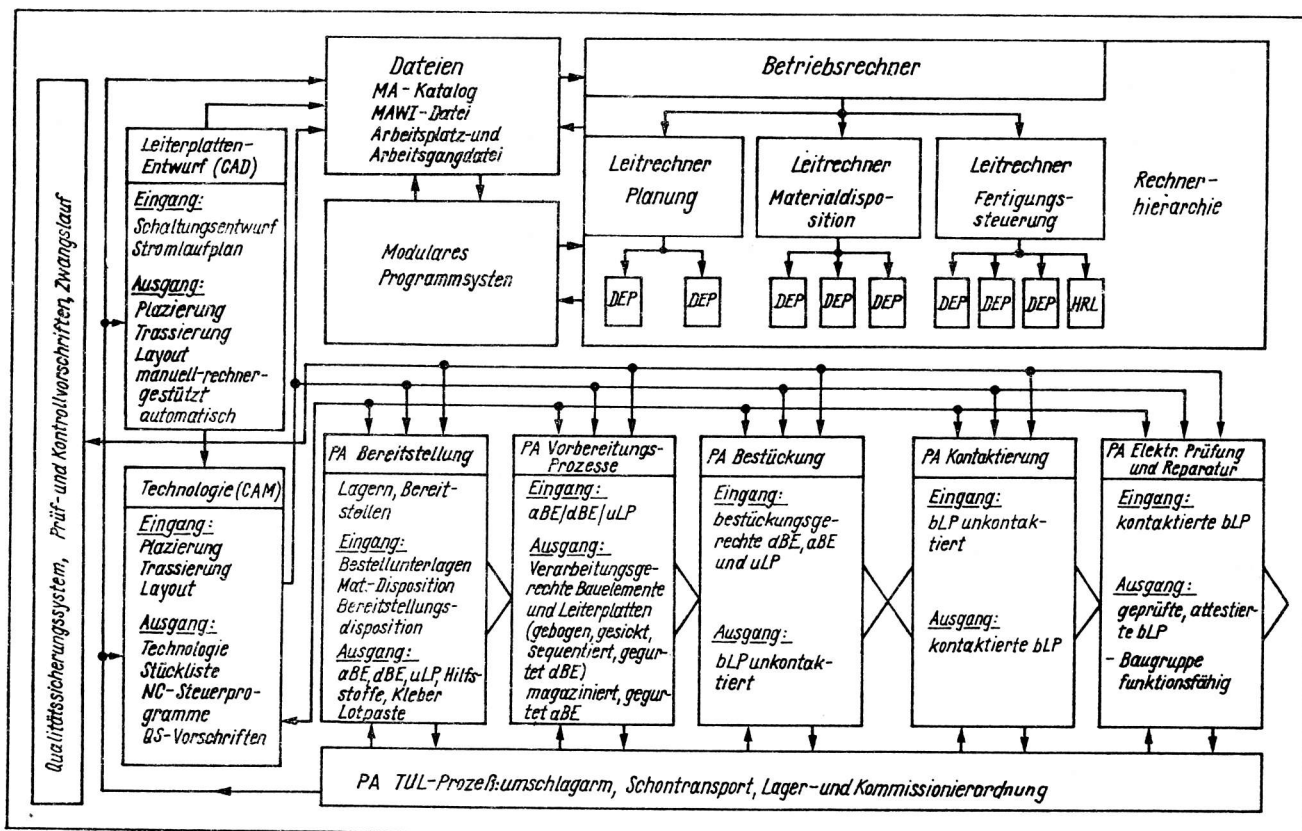 Qualitätssicherungssystem, Prüf- und Kontrollvorschriften, Zwangslauf
Leiterplatten-
Entwurf (CAD)
Eingang:
Schaltungsentwurf
Stromlaufplan
Ausgang:
Plazierung
Trassierung
Layout
manuell-rechner-
gestützt
automatisch
Technologie (CAM)
Eingang:
Plazierung
Trassierung
Layout
Ausgang:
Technologie
Stückliste
NC-Steuerpro-
gramme
QS-Vorschriften
Dateien
MA-Katalog
MAWI-Datei
Arbeitsplatz-und
Arbeitsgangdatei
Modulares
Programmsystem
Betriebsrechner
Leitrechner
Planung
Leitrechner
Materialdispo-
sition
Leitrechner
Fertigungs-
steuerung
Rechner-
hierarchie
DEP
DEP
DEP
DEP
DEP
DEP
DEP
DEP
HRL
PA Bereitstellung
Lagern, Bereit-
stellen
Eingang:
Bestellunterlagen
Mat.-Disposition
Bereitstellungs-
disposition
Ausgang:
aBE, dBE, uLP, Hilfs-
stoffe, Kleber
Lotpaste
PA Vorbereitungs-
Prozesse
Eingang:
aBE/dBE/uLP
Ausgang:
Verarbeitungsge-
rechte Bauelemente
und Leiterplatten
(gebogen, gesickt,
sequentiert, gegur-
tet dBE)
magaziniert, gegur-
tet aBE
PA Bestückung
Eingang:
bestückungsge-
rechte dBE, aBE
und uLP
Ausgang:
bLP unkontak-
tiert
PA Kontaktierung
Eingang:
bLP unkontak-
tiert
Ausgang:
kontaktierte bLP
PA Elektr. Prüfung
und Reparatur
Eingang:
kontaktierte bLP
Ausgang:
geprüfte, attestier-
te bLP
- Baugruppe
funktionsfähig
PA TUL-Prozeß: umschlagarm, Schontransport, Lager-und Kommissionierordnung